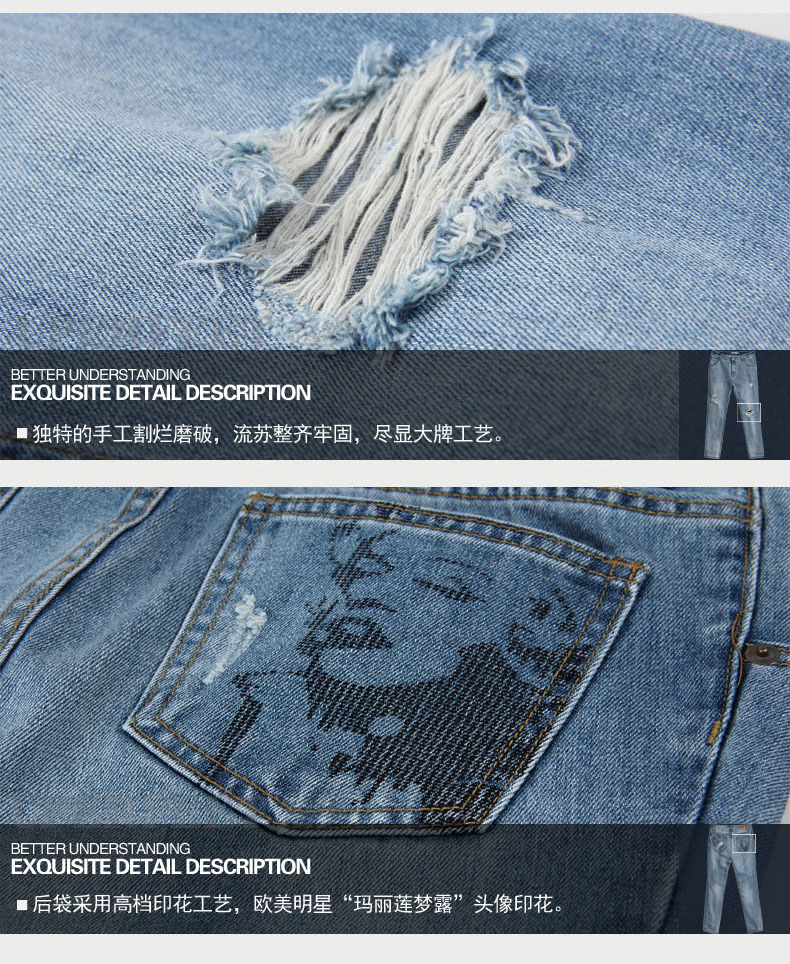 BETTER UNDERSTANDING
EXQUISITE DETAIL DESCRIPTION
■独特的手工割烂磨破，流苏整齐牢固，尽显大牌工艺。
BETTER UNDERSTANDING
EXQUISITE DETAIL DESCRIPTION
■后袋采用高档印花工艺，欧美明星“玛丽莲梦露”头像印花。